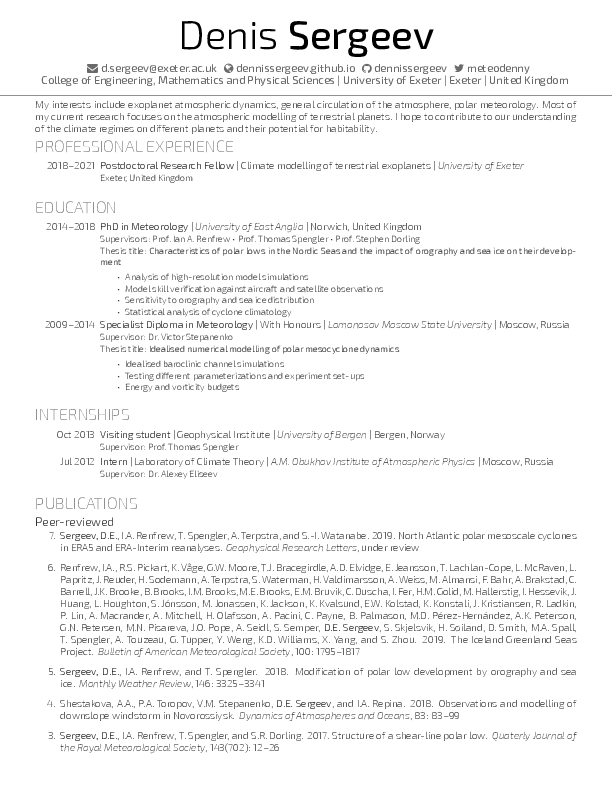 Denis Sergeev
d.sergeev@exeter.ac.uk dennissergeev.github.io dennissergeev meteodenny
College of Engineering, Mathematics and Physical Sciences | University of Exeter | Exeter | United Kingdom
My interests include exoplanet atmospheric dynamics, general circulation of the atmosphere, polar meteorology. Most of
my current research focuses on the atmospheric modelling of terrestrial planets. I hope to contribute to our understanding
of the climate regimes on different planets and their potential for habitability.
PROFESSIONAL EXPERIENCE
2018–2021 Postdoctoral Research Fellow | Climate modelling of terrestrial exoplanets | University of Exeter
Exeter, United Kingdom
EDUCATION
2014–2018 PhD in Meteorology | University of East Anglia | Norwich, United Kingdom
Supervisors: Prof. Ian A. Renfrew • Prof. Thomas Spengler • Prof. Stephen Dorling
Thesis title: Characteristics of polar lows in the Nordic Seas and the impact of orography and sea ice on their develop-
ment
• Analysis of high-resolution model simulations
• Model skill verification against aircraft and satellite observations
• Sensitivity to orography and sea ice distribution
• Statistical analysis of cyclone climatology
2009–2014 Specialist Diploma in Meteorology | With Honours | Lomonosov Moscow State University | Moscow, Russia
Supervisor: Dr. Victor Stepanenko
Thesis title: Idealised numerical modelling of polar mesocyclone dynamics
• Idealised baroclinic channel simulations
• Testing different parameterizations and experiment set-ups
• Energy and vorticity budgets
INTERNSHIPS
Oct 2013 Visiting student | Geophysical Institute | University of Bergen | Bergen, Norway
Supervisor: Prof. Thomas Spengler
Jul 2012 Intern | Laboratory of Climate Theory | A.M. Obukhov Institute of Atmospheric Physics | Moscow, Russia
Supervisor: Dr. Alexey Eliseev
PUBLICATIONS
Peer-reviewed
7. Sergeev, D.E., I.A. Renfrew, T. Spengler, A. Terpstra, and S.-I. Watanabe. 2019. North Atlantic polar mesoscale cyclones
in ERA5 and ERA-Interim reanalyses. Geophysical Research Letters, under review
6. Renfrew, I.A., R.S. Pickart, K. Våge, G.W. Moore, T.J. Bracegirdle, A.D. Elvidge, E. Jeansson, T. Lachlan-Cope, L. McRaven, L.
Papritz, J. Reuder, H. Sodemann, A. Terpstra, S. Waterman, H. Valdimarsson, A. Weiss, M. Almansi, F. Bahr, A. Brakstad, C.
Barrell, J.K. Brooke, B. Brooks, I.M. Brooks, M.E. Brooks, E.M. Bruvik, C. Duscha, I. Fer, H.M. Golid, M. Hallerstig, I. Hessevik, J.
Huang, L. Houghton, S. Jónsson, M. Jonassen, K. Jackson, K. Kvalsund, E.W. Kolstad, K. Konstali, J. Kristiansen, R. Ladkin,
P. Lin, A. Macrander, A. Mitchell, H. Olafsson, A. Pacini, C. Payne, B. Palmason, M.D. Pérez-Hernández, A.K. Peterson,
G.N. Petersen, M.N. Pisareva, J.O. Pope, A. Seidl, S. Semper, D.E. Sergeev, S. Skjelsvik, H. Soiland, D. Smith, M.A. Spall,
T. Spengler, A. Touzeau, G. Tupper, Y. Weng, K.D. Williams, X. Yang, and S. Zhou. 2019. The Iceland Greenland Seas
Project. Bulletin of American Meteorological Society, 100: 1795–1817
5. Sergeev, D.E., I.A. Renfrew, and T. Spengler. 2018. Modification of polar low development by orography and sea
ice. Monthly Weather Review, 146: 3325–3341
4. Shestakova, A.A., P.A. Toropov, V.M. Stepanenko, D.E. Sergeev, and I.A. Repina. 2018. Observations and modelling of
downslope windstorm in Novorossiysk. Dynamics of Atmospheres and Oceans, 83: 83–99
3. Sergeev, D.E., I.A. Renfrew, T. Spengler, and S.R. Dorling. 2017. Structure of a shear-line polar low. Quaterly Journal of
the Royal Meteorological Society, 143(702): 12–26